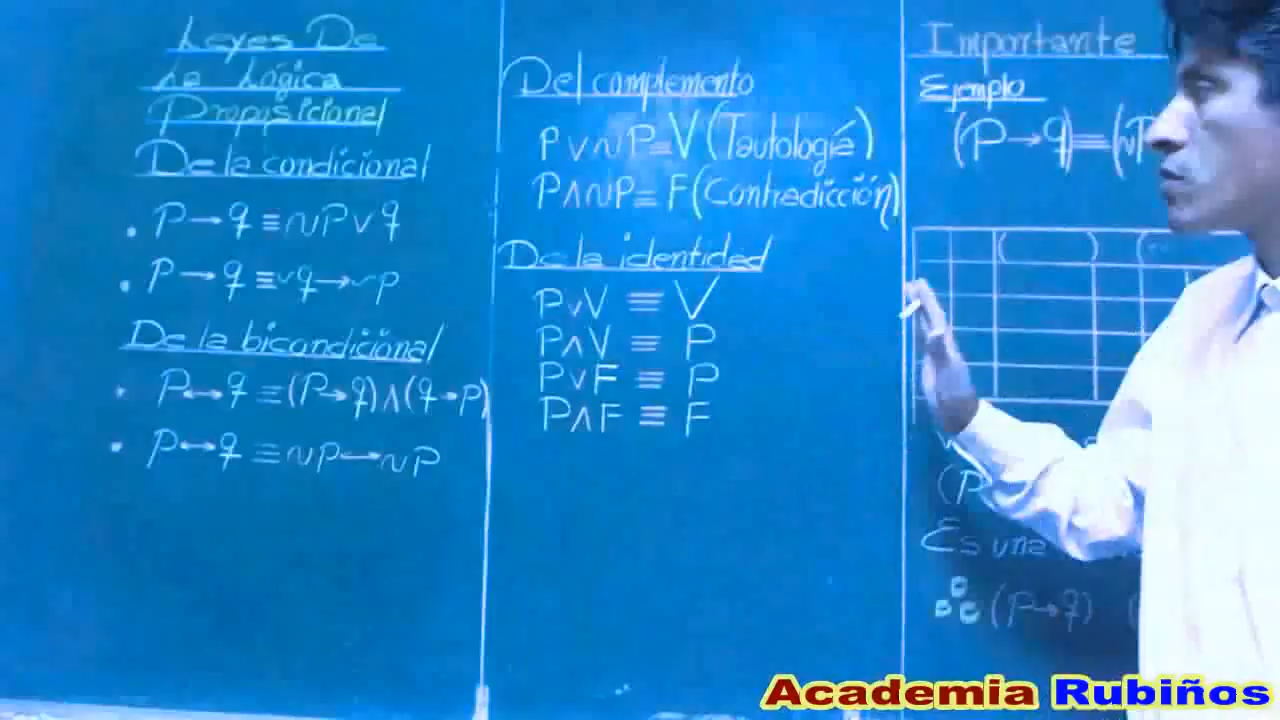 Leyes De
La Lógica
Proposicional
De la condicional
• P→q ≡ ~P∨q
• P→q ≡ ~q→~P
De la bicondicional
• P↔q ≡ (P→q)∧(q→P)
• P↔q ≡ ~P↔~P
Del complemento
P∨~P≡V (Tautología)
P∧~P≡F (Contradicción)
De la identidad
P∨V ≡ V
P∧V ≡ P
P∨F ≡ P
P∧F ≡ F
Importante
Ejemplo
(P→q)≡(~P
( ) (
(P
Es una
∴ (P→q) (
Academia Rubiños